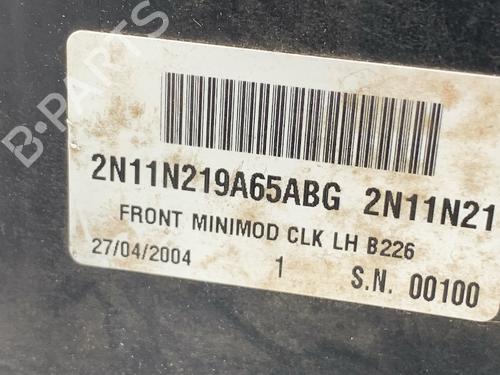 B-PARTS
2N11N219A65ABG 2N11N21
FRONT MINIMOD CLK LH B226
27/04/2004 1 S.N. 00100